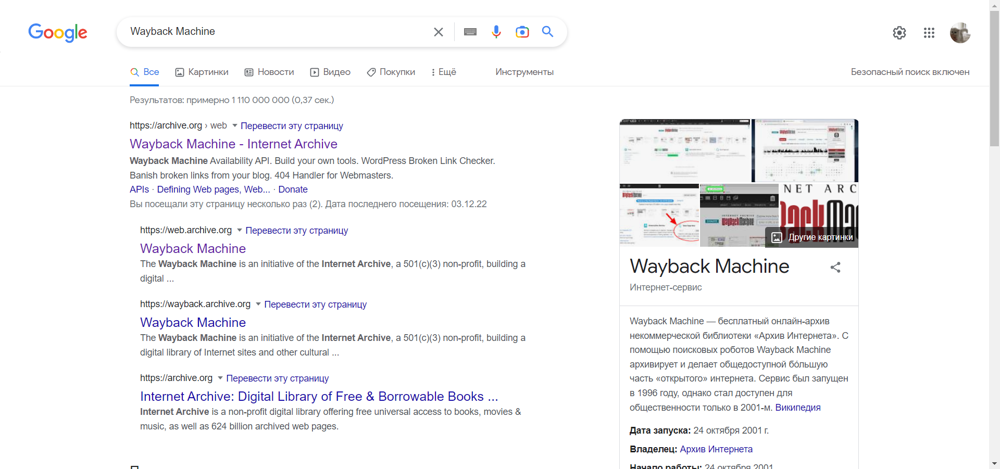 Google
Wayback Machine
Все
Картинки
Новости
Видео
Покупки
Ещё
Инструменты
Безопасный поиск включен
Результатов: примерно 1 110 000 000 (0,37 сек.)
https://archive.org › web Перевести эту страницу
Wayback Machine - Internet Archive
Wayback Machine Availability API. Build your own tools. WordPress Broken Link Checker.
Banish broken links from your blog. 404 Handler for Webmasters.
APIs · Defining Web pages, Web... · Donate
Вы посещали эту страницу несколько раз (2). Дата последнего посещения: 03.12.22
https://web.archive.org Перевести эту страницу
Wayback Machine
The Wayback Machine is an initiative of the Internet Archive, a 501(c)(3) non-profit, building a
digital ...
https://wayback.archive.org Перевести эту страницу
Wayback Machine
The Wayback Machine is an initiative of the Internet Archive, a 501(c)(3) non-profit, building a
digital library of Internet sites and other cultural ...
https://archive.org Перевести эту страницу
Internet Archive: Digital Library of Free & Borrowable Books ...
Internet Archive is a non-profit digital library offering free universal access to books, movies &
music, as well as 624 billion archived web pages.
NET ARC
Другие картинки
Wayback Machine
Интернет-сервис
Wayback Machine — бесплатный онлайн-архив
некоммерческой библиотеки «Архив Интернета». С
помощью поисковых роботов Wayback Machine
архивирует и делает общедоступной бо́льшую
часть «открытого» интернета. Сервис был запущен
в 1996 году, однако стал доступен для
общественности только в 2001-м. Википедия
Дата запуска: 24 октября 2001 г.
Владелец: Архив Интернета
Начало работы: 24 октября 2001